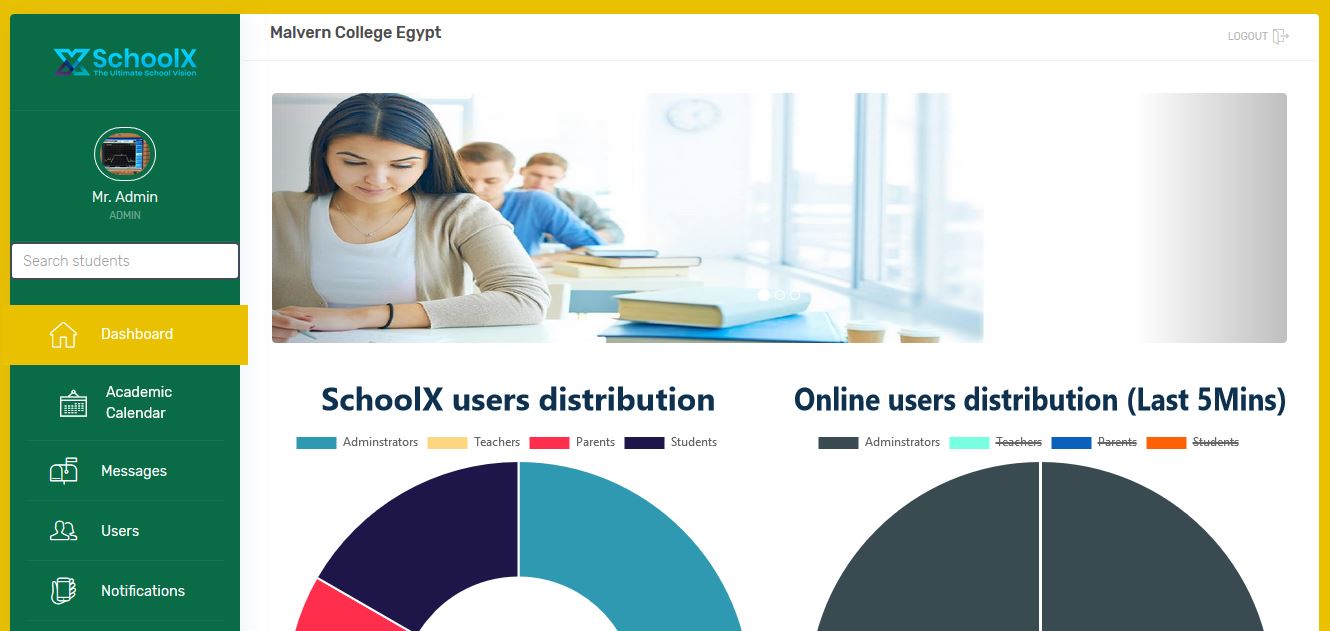 SchoolX
The Ultimate School Vision
Mr. Admin
ADMIN
Search students
Dashboard
Academic
Calendar
Messages
Users
Notifications
Malvern College Egypt
LOGOUT
SchoolX users distribution
Adminstrators Teachers Parents Students
Online users distribution (Last 5Mins)
Adminstrators Teachers Parents Students